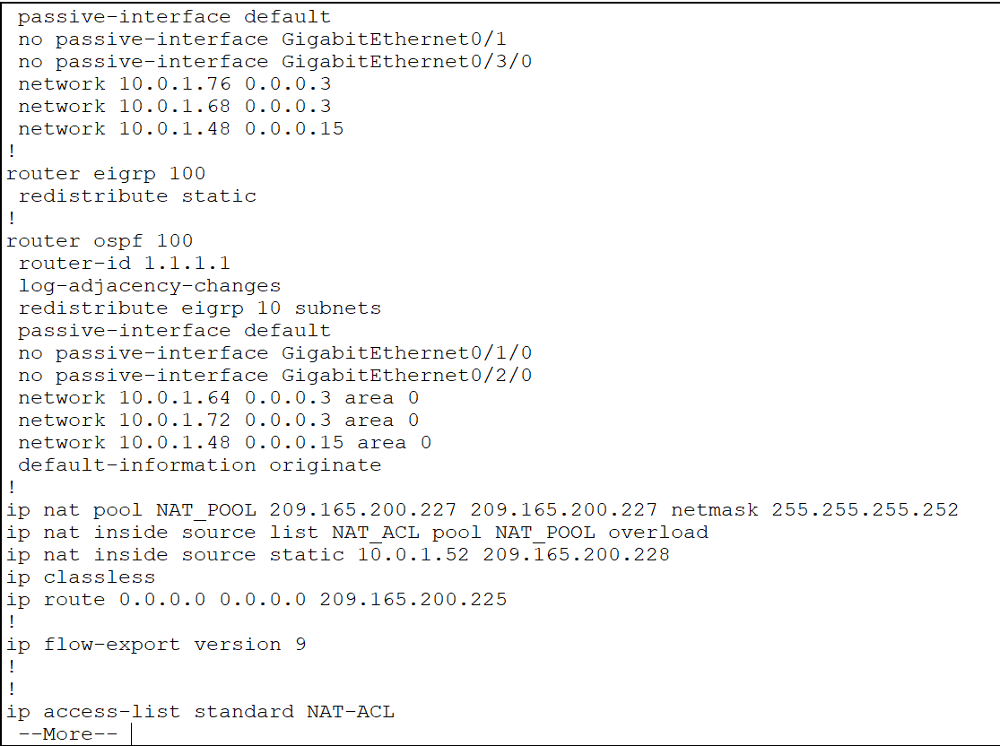 passive-interface default
no passive-interface GigabitEthernet0/1
no passive-interface GigabitEthernet0/3/0
network 10.0.1.76 0.0.0.3
network 10.0.1.68 0.0.0.3
network 10.0.1.48 0.0.0.15
!
router eigrp 100
redistribute static
!
router ospf 100
router-id 1.1.1.1
log-adjacency-changes
redistribute eigrp 10 subnets
passive-interface default
no passive-interface GigabitEthernet0/1/0
no passive-interface GigabitEthernet0/2/0
network 10.0.1.64 0.0.0.3 area 0
network 10.0.1.72 0.0.0.3 area 0
network 10.0.1.48 0.0.0.15 area 0
default-information originate
!
ip nat pool NAT_POOL 209.165.200.227 209.165.200.227 netmask 255.255.255.252
ip nat inside source list NAT_ACL pool NAT_POOL overload
ip nat inside source static 10.0.1.52 209.165.200.228
ip classless
ip route 0.0.0.0 0.0.0.0 209.165.200.225
!
ip flow-export version 9
!
!
ip access-list standard NAT-ACL
--More--